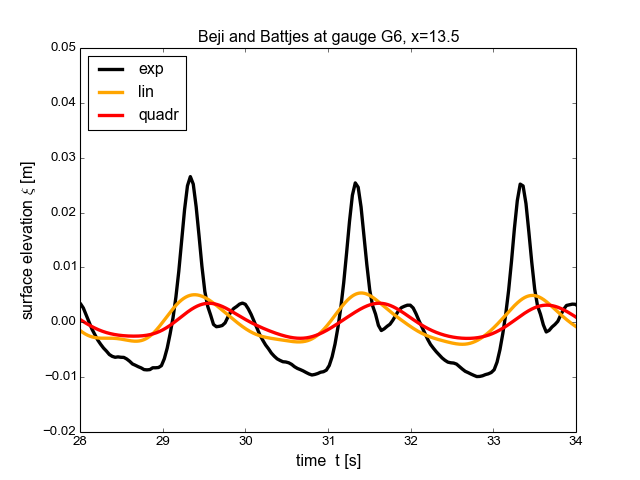 Beji and Battjes at gauge G6, x=13.5
0.05
0.04
0.03
0.02
0.01
0.00
−0.01
−0.02
surface elevation ξ [m]
exp
lin
quadr
28 29 30 31 32 33 34
time t [s]